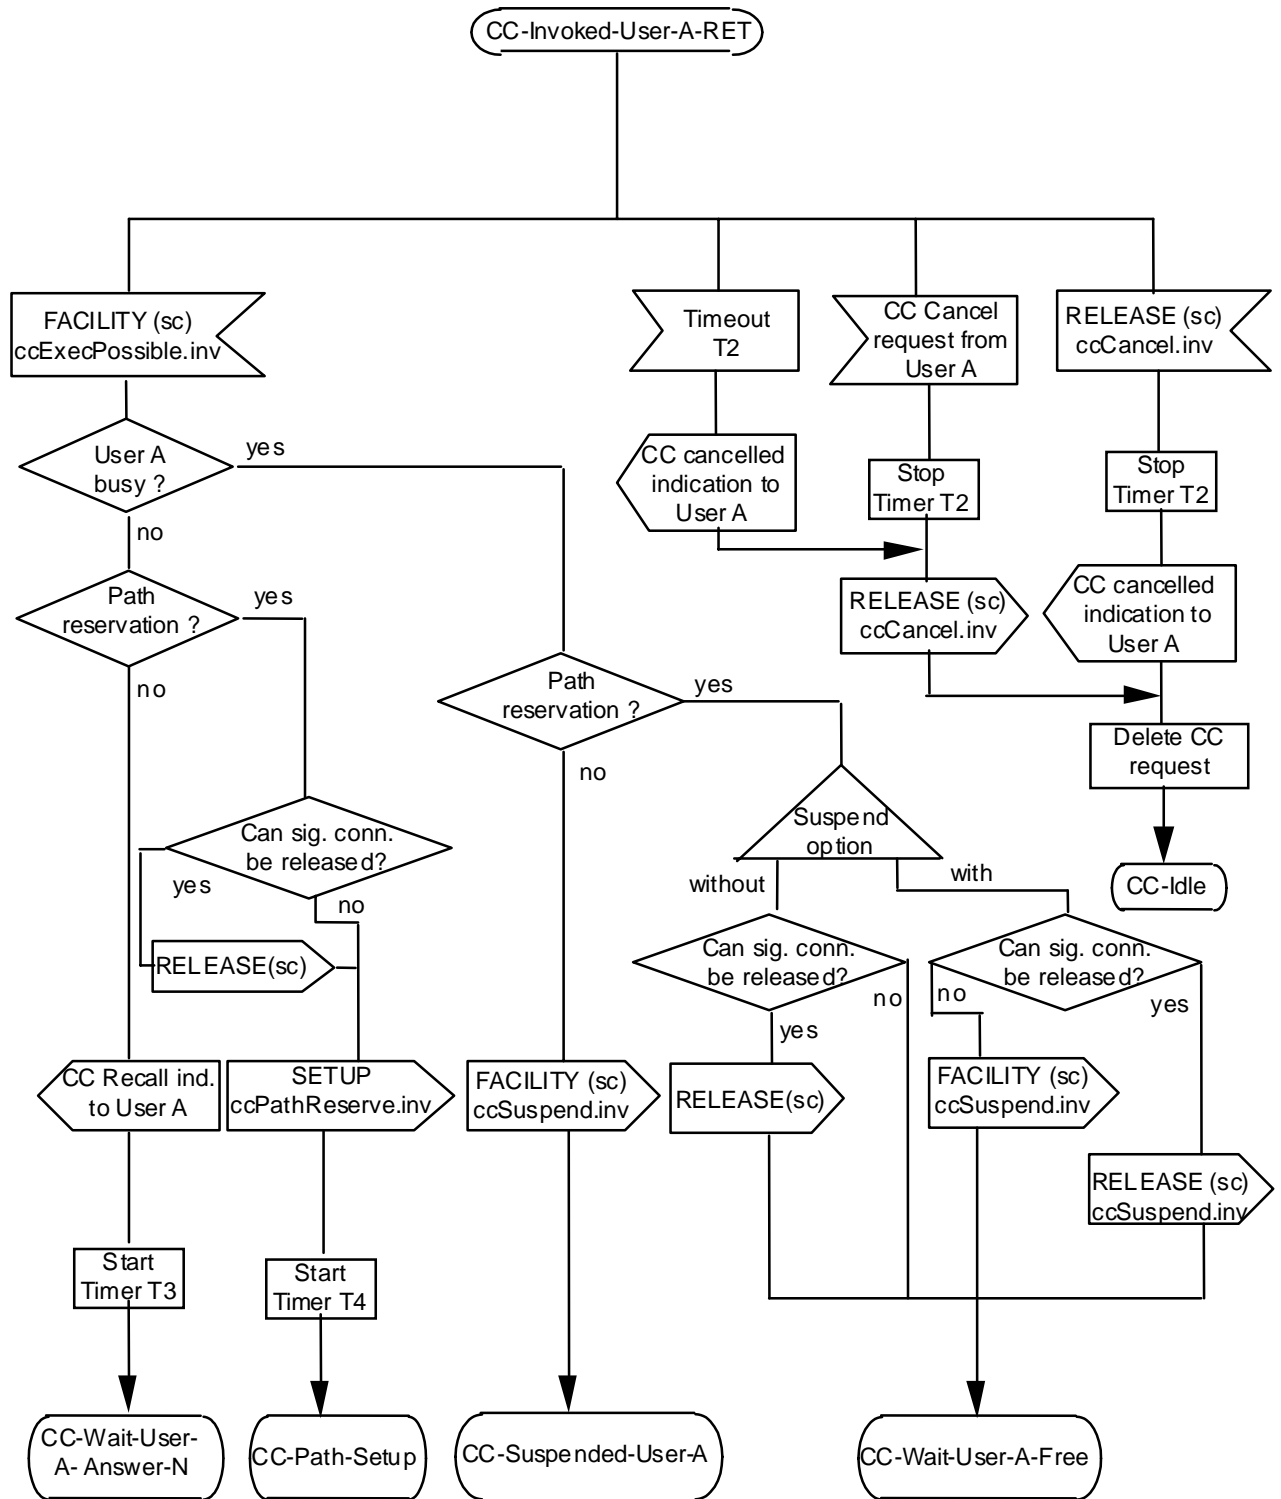 CC-Invoked-User-A-RET
FACILITY (sc)
ccExecPossible.inv
Timeout
T2
CC Cancel
request from
User A
RELEASE (sc)
ccCancel.inv
User A
busy ?
yes
no
CC cancelled
indication to
User A
Stop
Timer T2
Stop
Timer T2
Path
reservation ?
yes
no
RELEASE (sc)
ccCancel.inv
CC cancelled
indication to
User A
Path
reservation ?
yes
no
Delete CC
request
Can sig. conn.
be released?
yes
no
Suspend
option
without
with
CC-Idle
RELEASE(sc)
Can sig. conn.
be released?
no
yes
Can sig. conn.
be released?
no
yes
CC Recall ind.
to User A
SETUP
ccPathReserve.inv
FACILITY (sc)
ccSuspend.inv
RELEASE(sc)
FACILITY (sc)
ccSuspend.inv
RELEASE (sc)
ccSuspend.inv
Start
Timer T3
Start
Timer T4
CC-Wait-User-
A- Answer-N
CC-Path-Setup
CC-Suspended-User-A
CC-Wait-User-A-Free